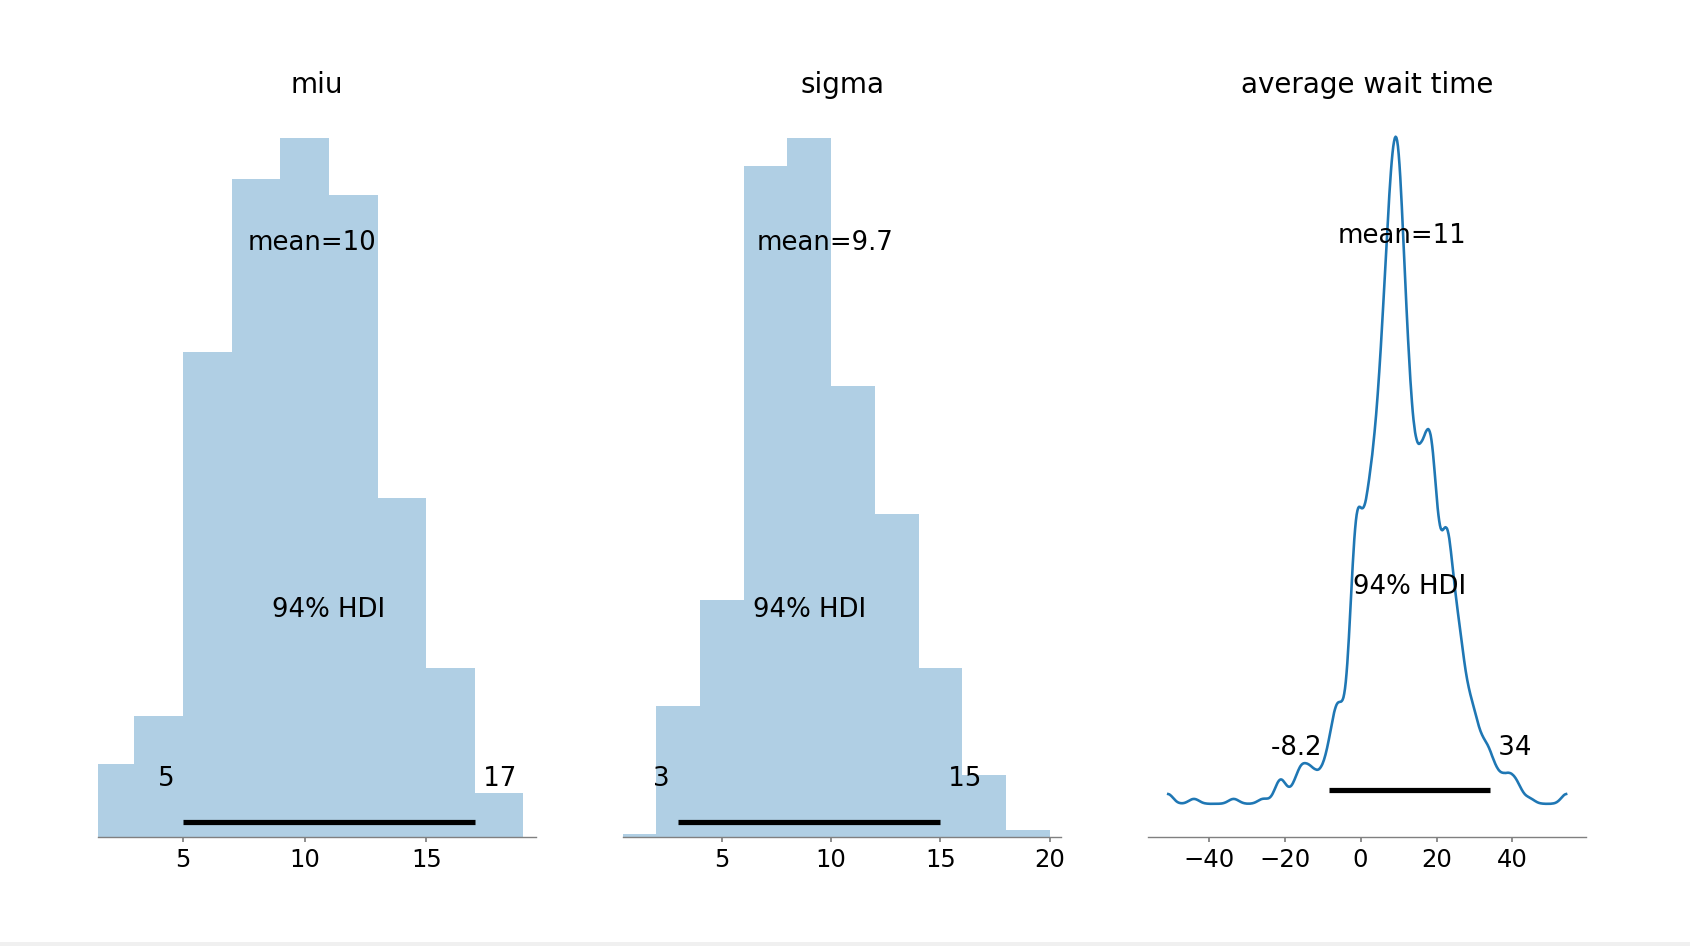 miu
mean=10
94% HDI
5
17
5 10 15
sigma
mean=9.7
94% HDI
3
15
5 10 15 20
average wait time
mean=11
94% HDI
-8.2
34
−40 −20 0 20 40